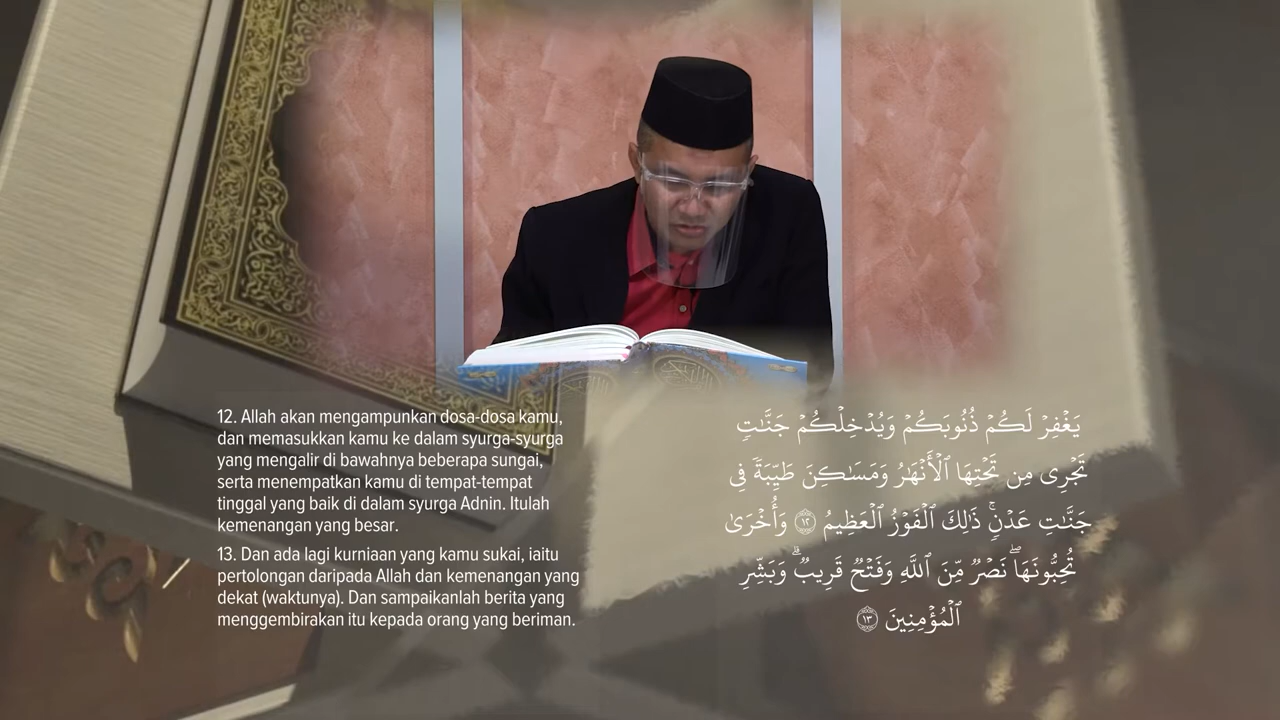 12. Allah akan mengampunkan dosa-dosa kamu,
dan memasukkan kamu ke dalam syurga-syurga
yang mengalir di bawahnya beberapa sungai,
serta menempatkan kamu di tempat-tempat
tinggal yang baik di dalam syurga Adnin. Itulah
kemenangan yang besar.
13. Dan ada lagi kurniaan yang kamu sukai, iaitu
pertolongan daripada Allah dan kemenangan yang
dekat (waktunya). Dan sampaikanlah berita yang
menggembirakan itu kepada orang yang beriman.
يَغۡفِرۡ لَكُمۡ ذُنُوبَكُمۡ وَيُدۡخِلۡكُمۡ جَنَّٰتٖ
تَجۡرِي مِن تَحۡتِهَا ٱلۡأَنۡهَٰرُ وَمَسَٰكِنَ طَيِّبَةٗ فِي
جَنَّٰتِ عَدۡنٖۚ ذَٰلِكَ ٱلۡفَوۡزُ ٱلۡعَظِيمُ ١٢ وَأُخۡرَىٰ
تُحِبُّونَهَاۖ نَصۡرٞ مِّنَ ٱللَّهِ وَفَتۡحٞ قَرِيبٞۗ وَبَشِّرِ
ٱلۡمُؤۡمِنِينَ ١٣